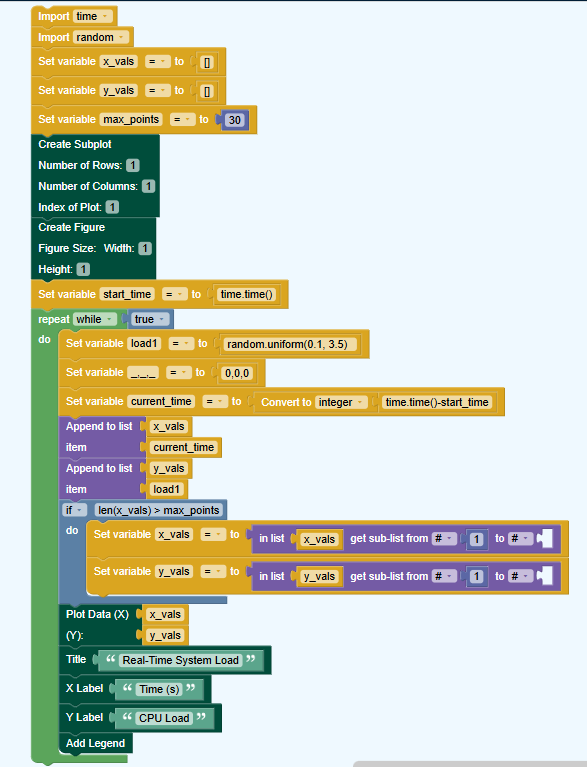 Import time
Import random
Set variable x_vals = to []
Set variable y_vals = to []
Set variable max_points = to 30
Create Subplot
Number of Rows: 1
Number of Columns: 1
Index of Plot: 1
Create Figure
Figure Size: Width: 1
Height: 1
Set variable start_time = to time.time()
repeat while true
do Set variable load1 = to random.uniform(0.1, 3.5)
Set variable _,_,_ = to 0,0,0
Set variable current_time = to Convert to integer time.time()-start_time
Append to list x_vals
item current_time
Append to list y_vals
item load1
if len(x_vals) > max_points
do Set variable x_vals = to in list x_vals get sub-list from # 1 to #
Set variable y_vals = to in list y_vals get sub-list from # 1 to #
Plot Data (X) x_vals
(Y): y_vals
Title “ Real-Time System Load ”
X Label “ Time (s) ”
Y Label “ CPU Load ”
Add Legend